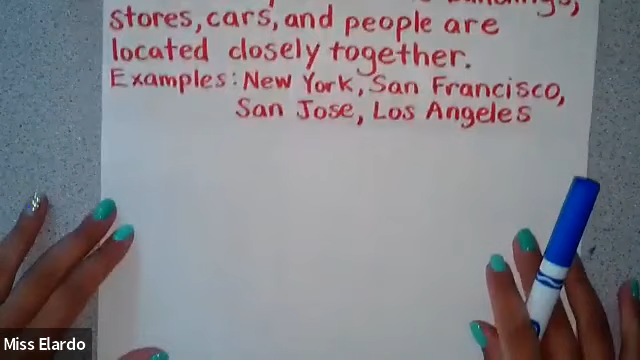 stores, cars, and people are
located closely together.
Examples: New York, San Francisco,
San Jose, Los Angeles
Miss Elardo